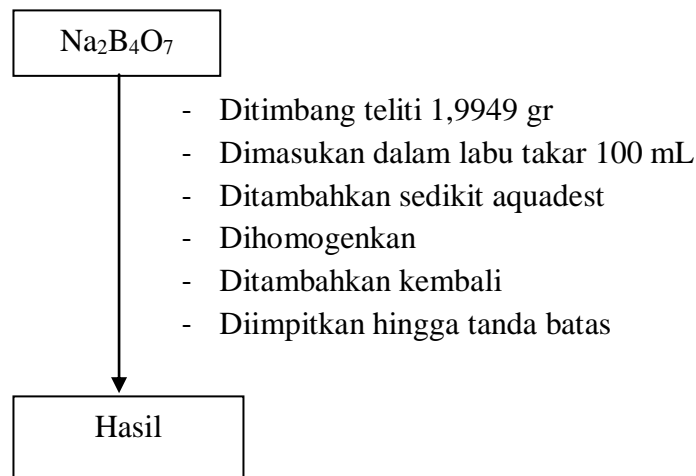 Na₂B₄O₇
- Ditimbang teliti 1,9949 gr
- Dimasukan dalam labu takar 100 mL
- Ditambahkan sedikit aquadest
- Dihomogenkan
- Ditambahkan kembali
- Diimpitkan hingga tanda batas
Hasil